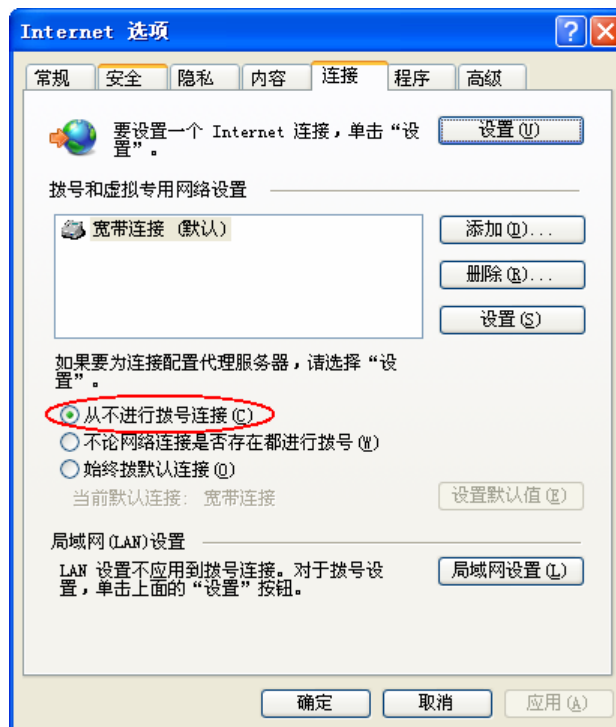 Internet 选项
常规 安全 隐私 内容 连接 程序 高级
要设置一个 Internet 连接，单击“设
置”。
设置(U)
拨号和虚拟专用网络设置
宽带连接 (默认)
添加(D)...
删除(R)...
设置(S)
如果要为连接配置代理服务器，请选择“设
置”。
从不进行拨号连接(C)
不论网络连接是否存在都进行拨号(W)
始终拨默认连接(O)
当前默认连接： 宽带连接
设置默认值(E)
局域网(LAN)设置
LAN 设置不应用到拨号连接。对于拨号设
置，单击上面的“设置”按钮。
局域网设置(L)
确定 取消 应用(A)